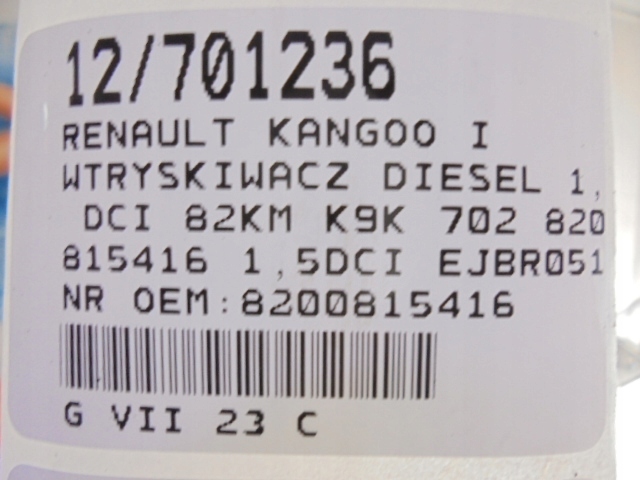 12/701236
RENAULT KANGOO I
WTRYSKIWACZ DIESEL 1,
DCI 82KM K9K 702 820
815416 1,5DCI EJBR051
NR OEM:8200815416
G VII 23 C